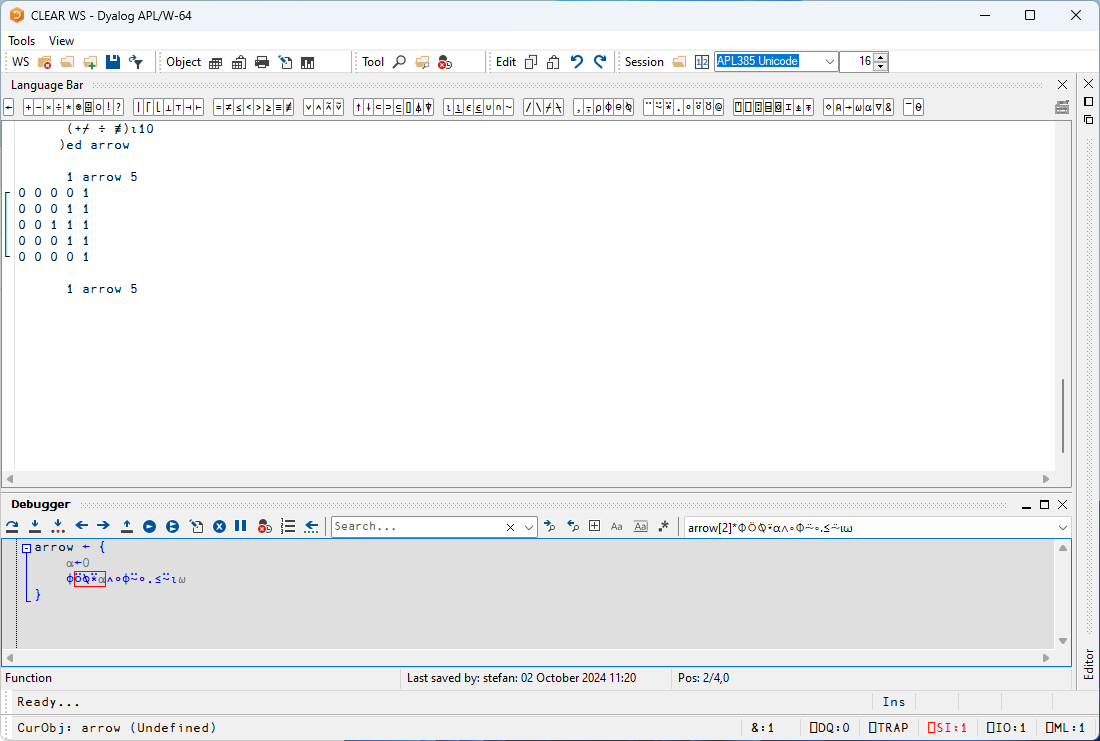 CLEAR WS - Dyalog APL/W-64
Tools View
WS Object Tool Edit Session APL385 Unicode 16
Language Bar
← +-×÷*⍟⌹○!? |⌈⌊⊥⊤⊣⊢ =≠≤<>≥≡≢ ∨∧⍲⍱ ↑↓⊂⊃⊆⌷⍋⍒ ⍳⍸∊⍷∪∩~ /\⌿⍀ ,⍪⍴⌽⊖⍉ ¨⍨⍣.∘⍤⍥@ ⍞⎕⍠⌸⌺⌶⍎⍕ ⋄⍝→⍵⍺∇& ¯⍬
(+⌿ ÷ ≢)⍳10
)ed arrow
1 arrow 5
0 0 0 0 1
0 0 0 1 1
0 0 1 1 1
0 0 0 1 1
0 0 0 0 1
1 arrow 5
Debugger
Search... Aa Aa .* arrow[2]*⌽⍥⍉⍣⍺∧∘⌽⍨∘.≤⍨⍳⍵
arrow ← {
⍺←0
⌽⍥⍉⍣⍺∧∘⌽⍨∘.≤⍨⍳⍵
}
Editor
Function Last saved by: stefan: 02 October 2024 11:20 Pos: 2/4,0
Ready... Ins
CurObj: arrow (Undefined) &:1 ⎕DQ:0 ⎕TRAP ⎕SI:1 ⎕IO:1 ⎕ML:1